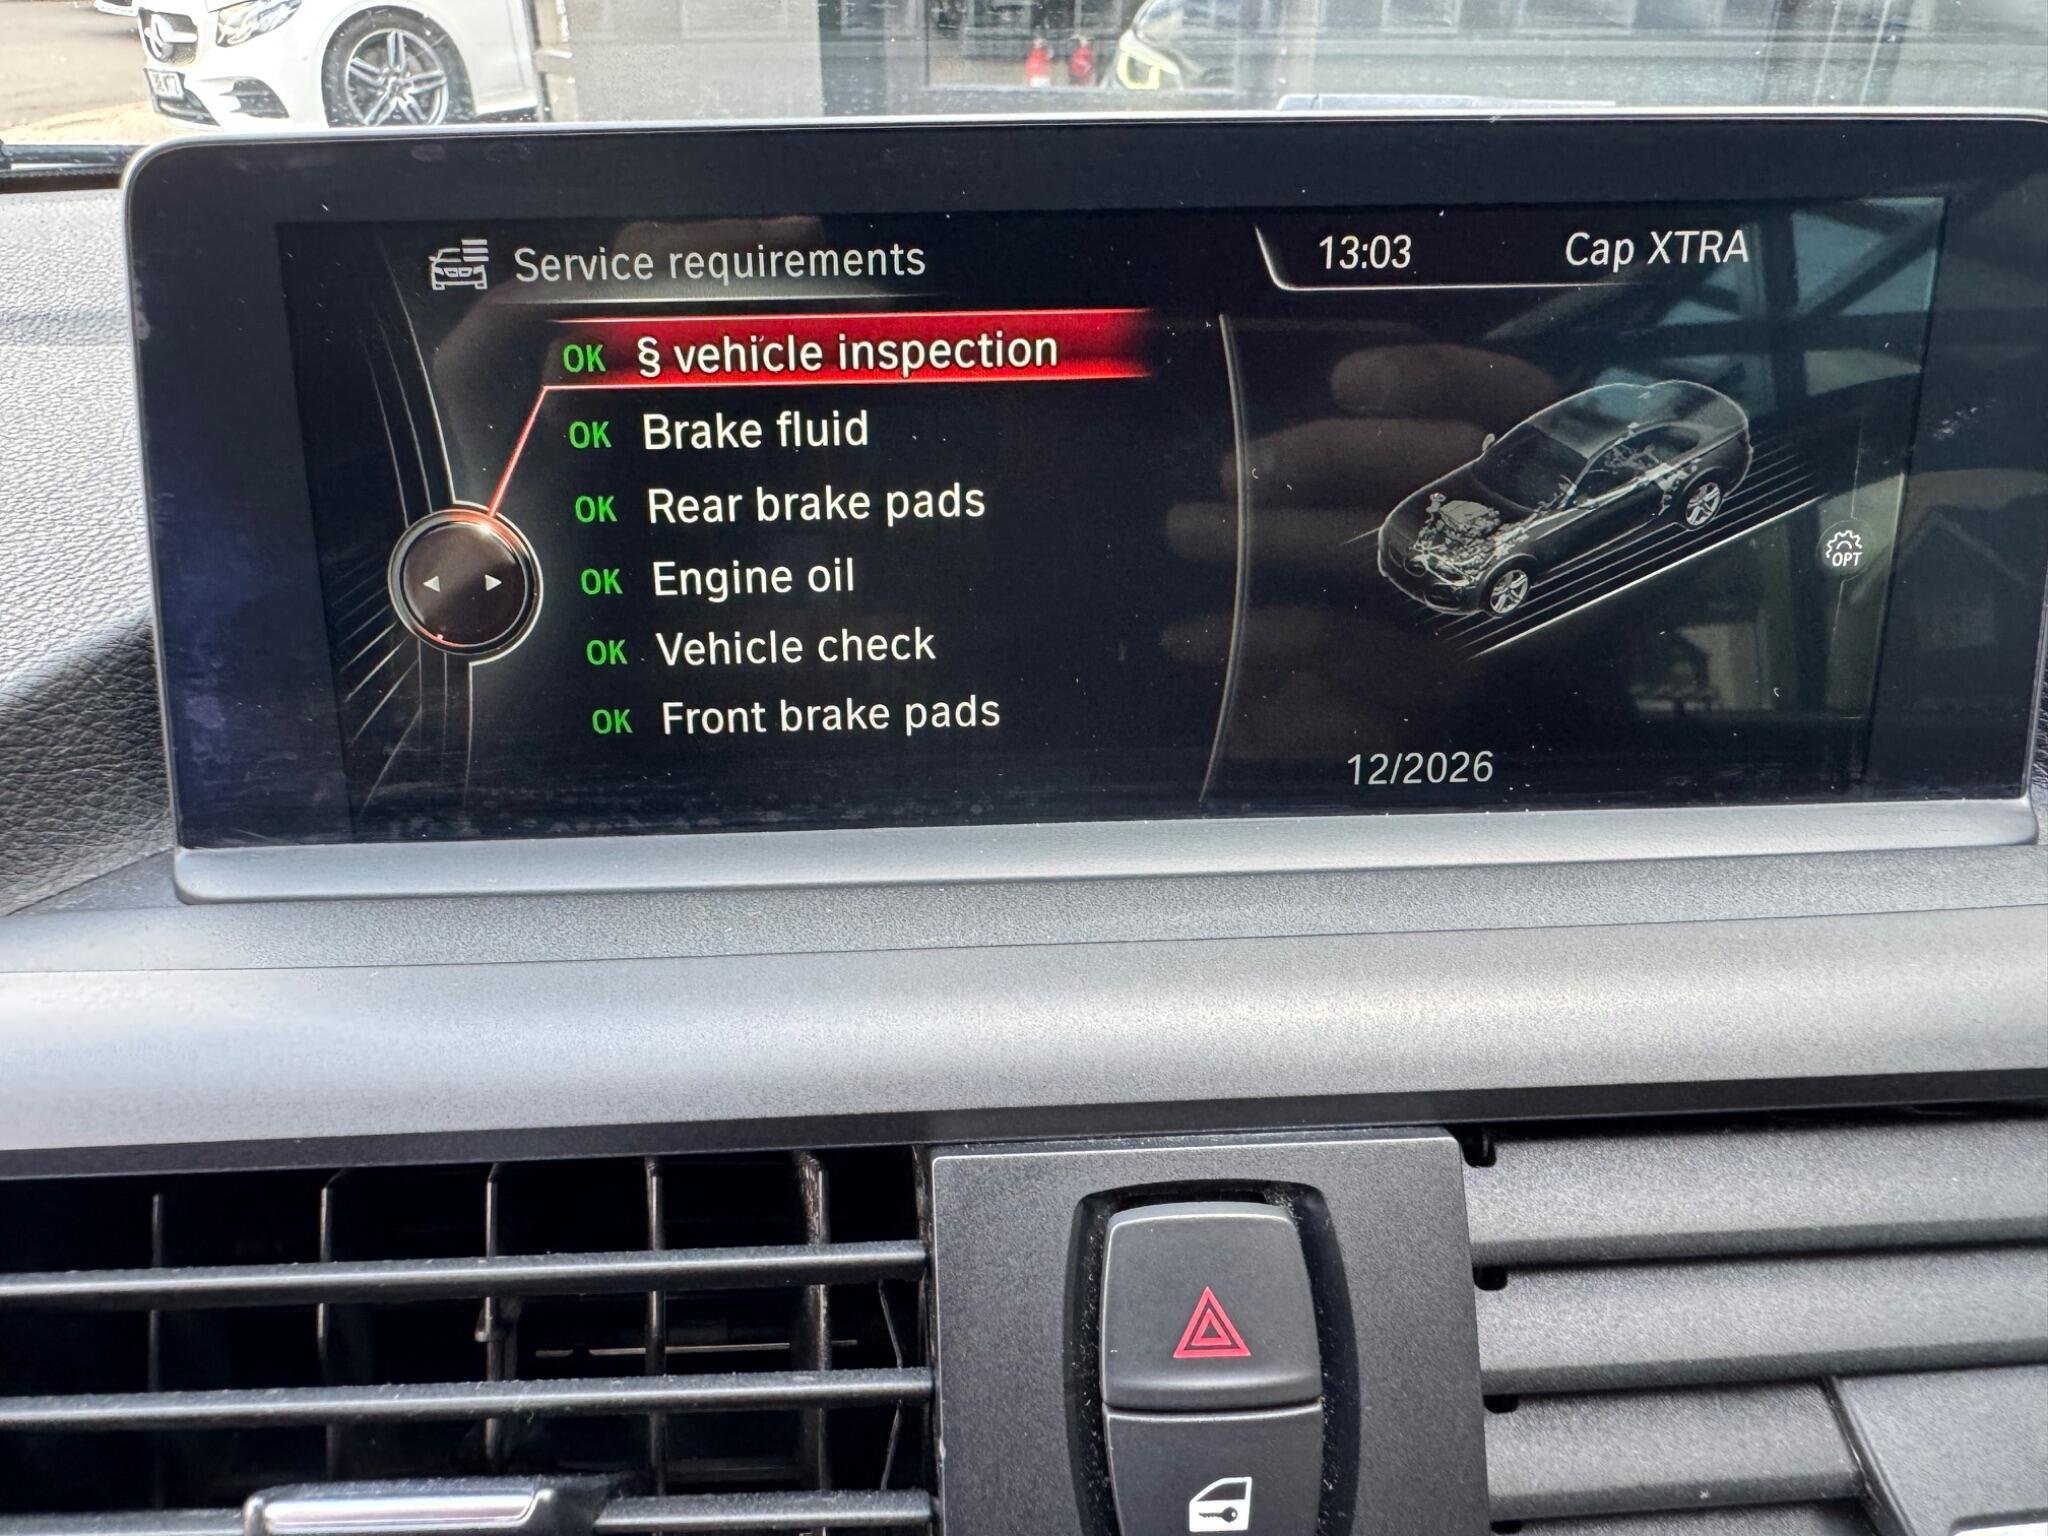 Service requirements
13:03 Cap XTRA
OK § vehicle inspection
OK Brake fluid
OK Rear brake pads
OK Engine oil
OK Vehicle check
OK Front brake pads
OPT
12/2026